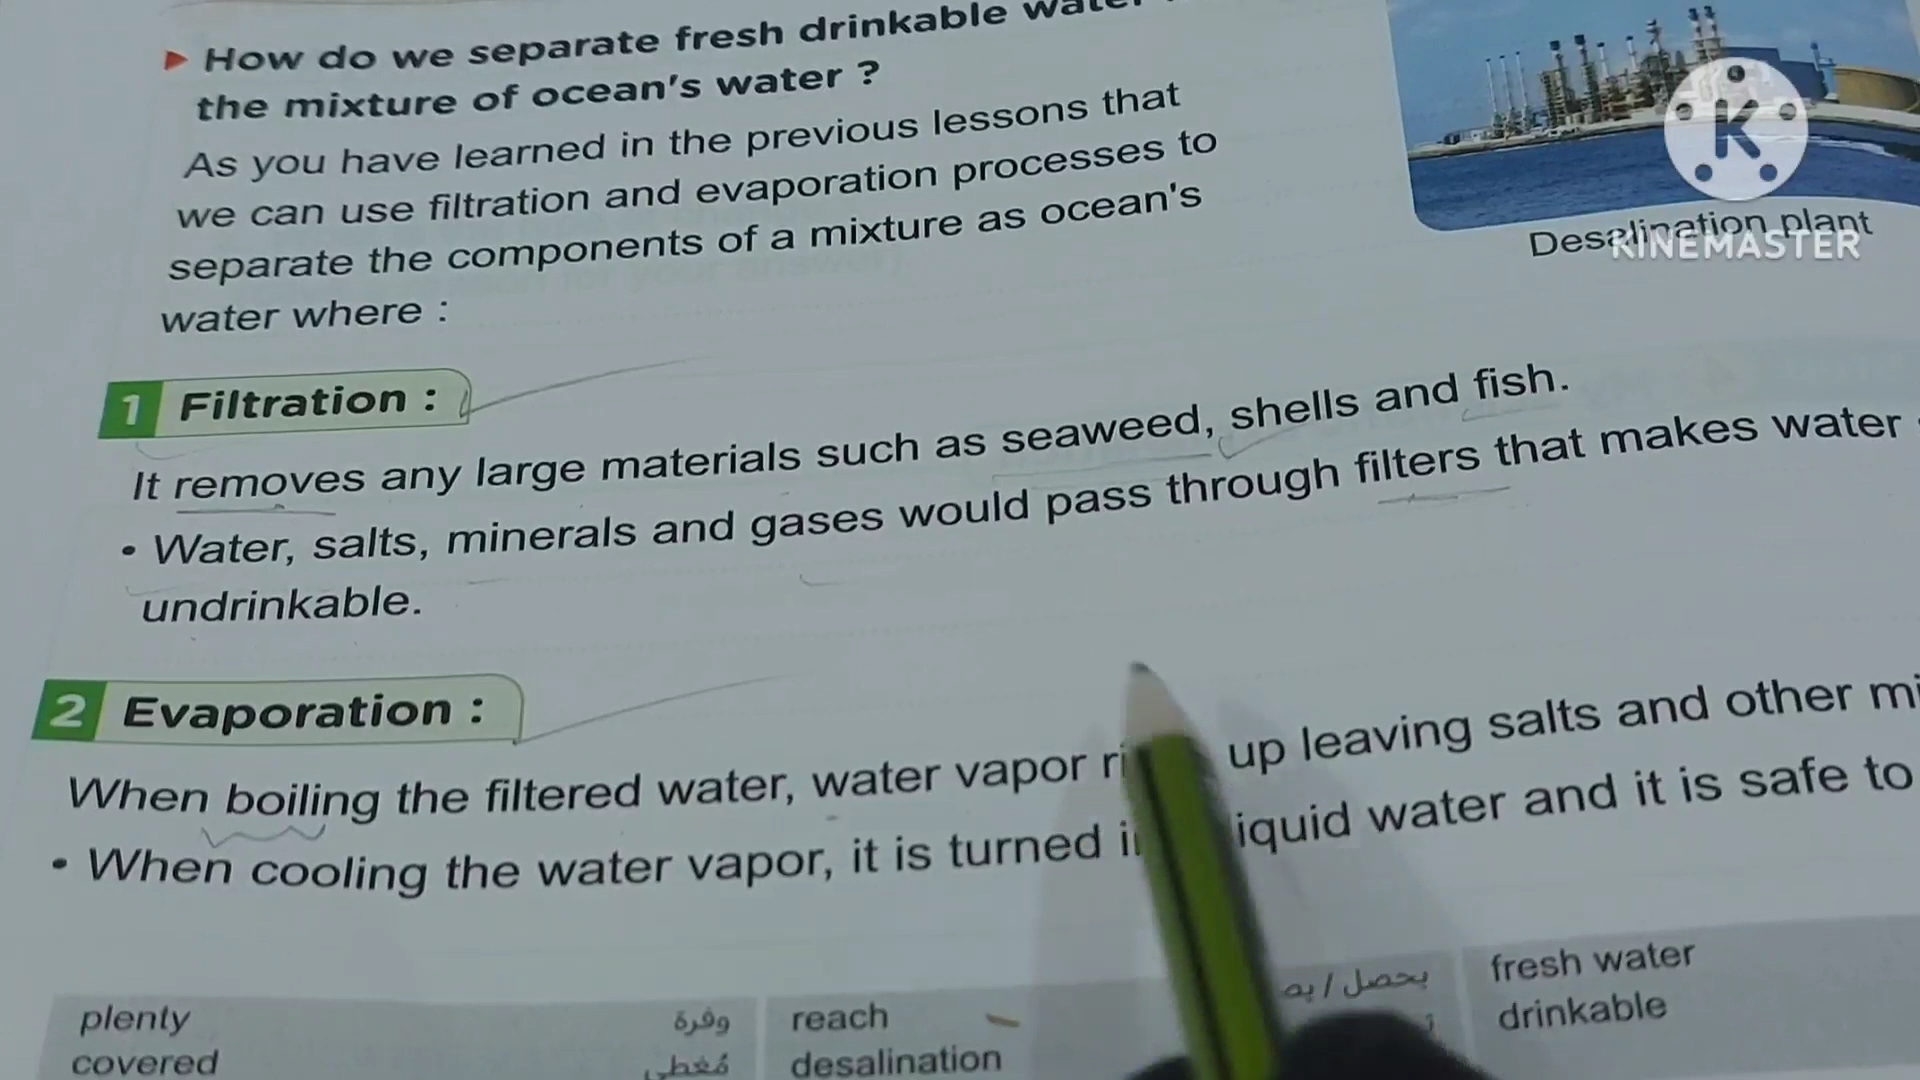 How do we separate fresh drinkable water
the mixture of ocean's water ?
As you have learned in the previous lessons that
we can use filtration and evaporation processes to
separate the components of a mixture as ocean's
water where :
K
Desalination plant
KINEMASTER
1 Filtration :
It removes any large materials such as seaweed, shells and fish.
• Water, salts, minerals and gases would pass through filters that makes water
undrinkable.
2 Evaporation :
When boiling the filtered water, water vapor up leaving salts and other
• When cooling the water vapor, it is turned liquid water and it is safe to
plenty وفرة reach يحصل / fresh water
covered مُغطى desalination drinkable